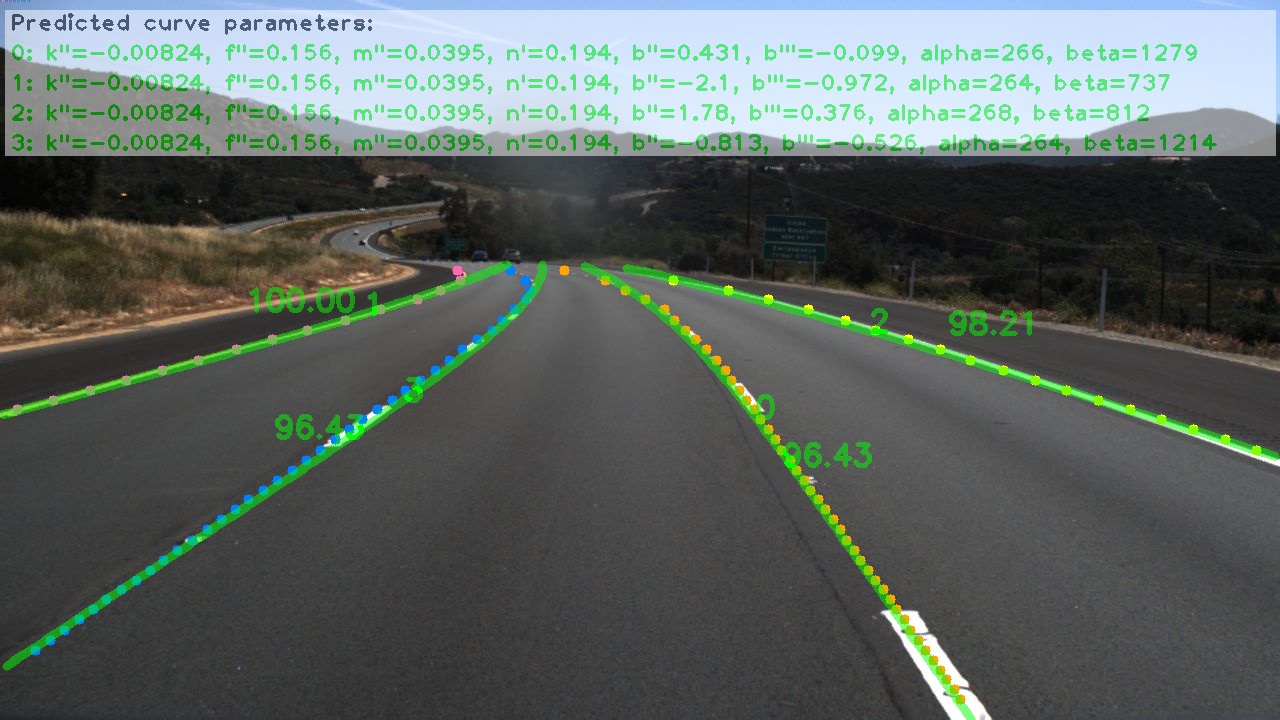 Predicted curve parameters:
0: k"=-0.00824, f"=0.156, m"=0.0395, n'=0.194, b"=0.431, b'''=-0.099, alpha=266, beta=1279
1: k"=-0.00824, f"=0.156, m"=0.0395, n'=0.194, b"=-2.1, b'''=-0.972, alpha=264, beta=737
2: k"=-0.00824, f"=0.156, m"=0.0395, n'=0.194, b"=1.78, b'''=0.376, alpha=268, beta=812
3: k"=-0.00824, f"=0.156, m"=0.0395, n'=0.194, b"=-0.813, b'''=-0.526, alpha=264, beta=1214
Indian Reservation
100.00 1
2 98.21
3
0
96.43
96.43